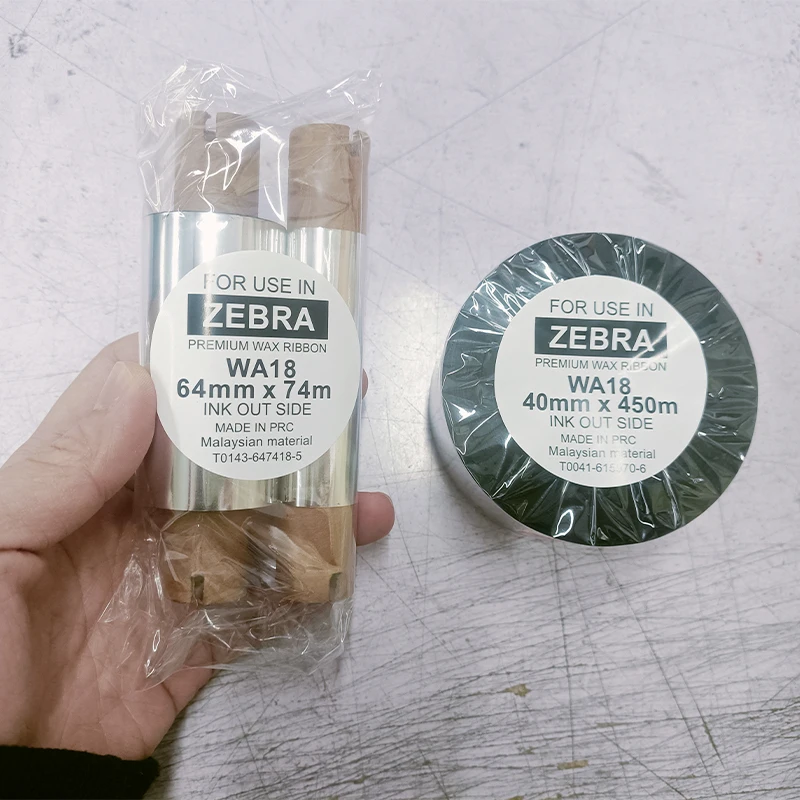 FOR USE IN
ZEBRA
PREMIUM WAX RIBBON
WA18
64mm x 74m
INK OUT SIDE
MADE IN PRC
Malaysian material
T0143-647418-5
FOR USE IN
ZEBRA
PREMIUM WAX RIBBON
WA18
40mm x 450m
INK OUT SIDE
MADE IN PRC
Malaysian material